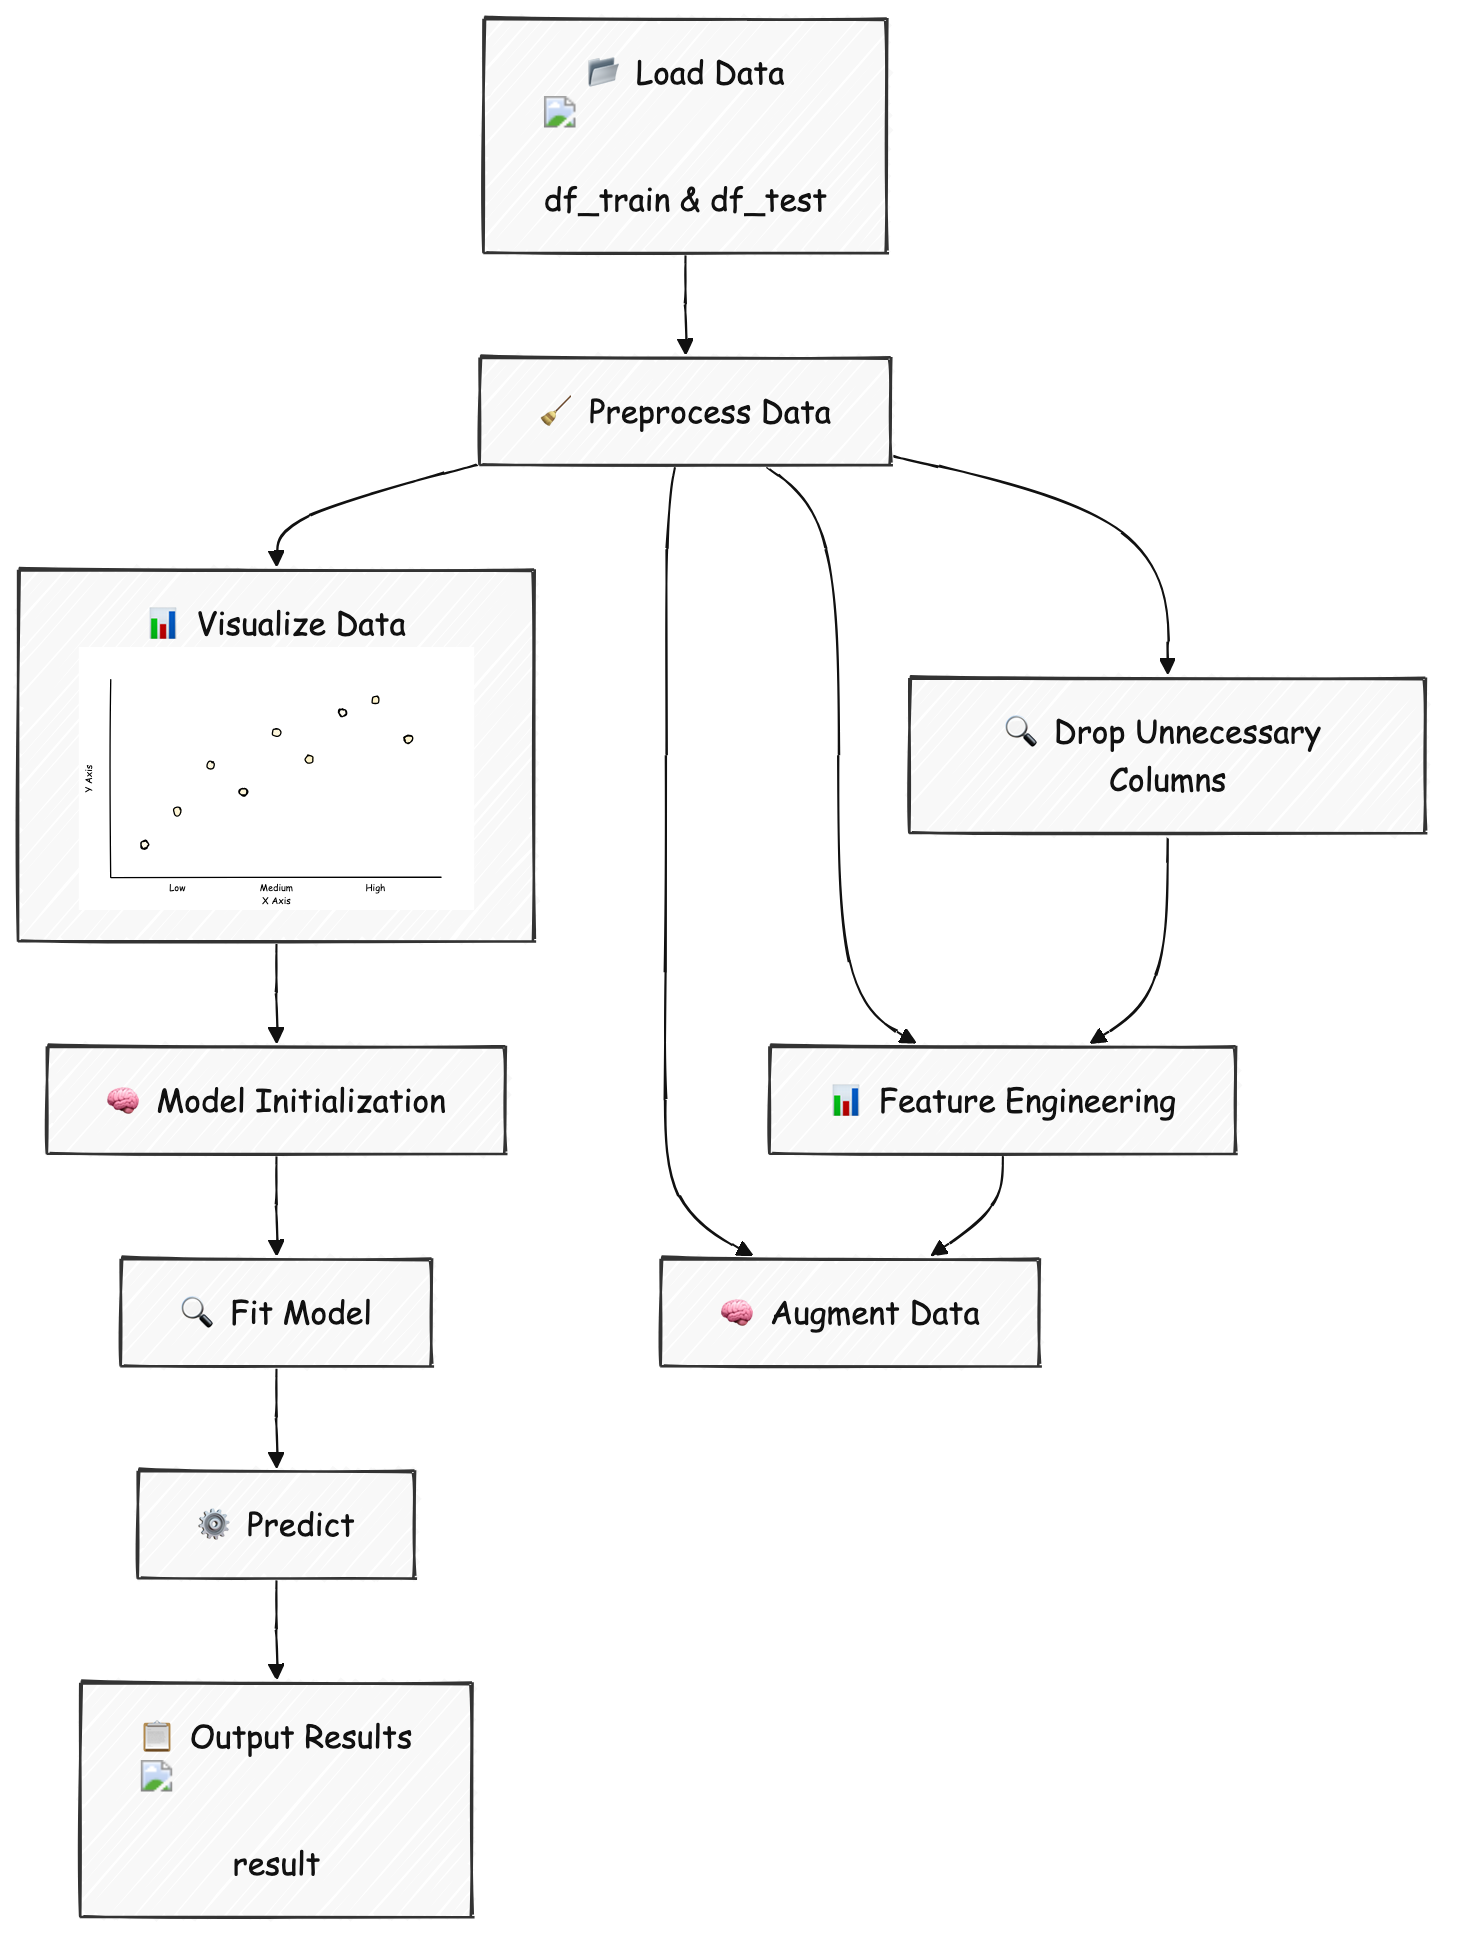 Load Data
df_train & df_test
Preprocess Data
Visualize Data
Y Axis
Low Medium High
X Axis
Drop Unnecessary
Columns
Model Initialization
Feature Engineering
Fit Model
Augment Data
Predict
Output Results
result